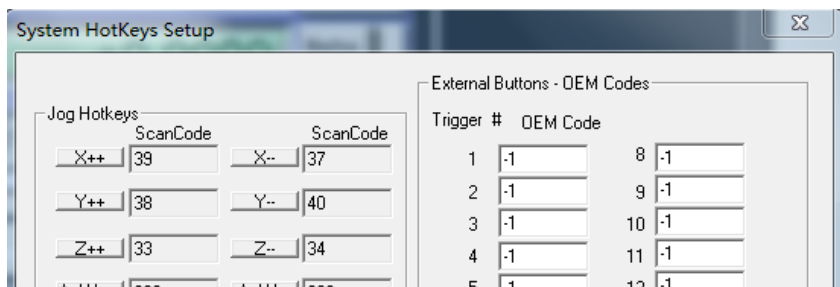 System HotKeys Setup
External Buttons - OEM Codes
Jog Hotkeys
ScanCode ScanCode
Trigger # OEM Code
X++ 39 X-- 37
1 -1 8 -1
Y++ 38 Y-- 40
2 -1 9 -1
3 -1 10 -1
Z++ 33 Z-- 34
4 -1 11 -1